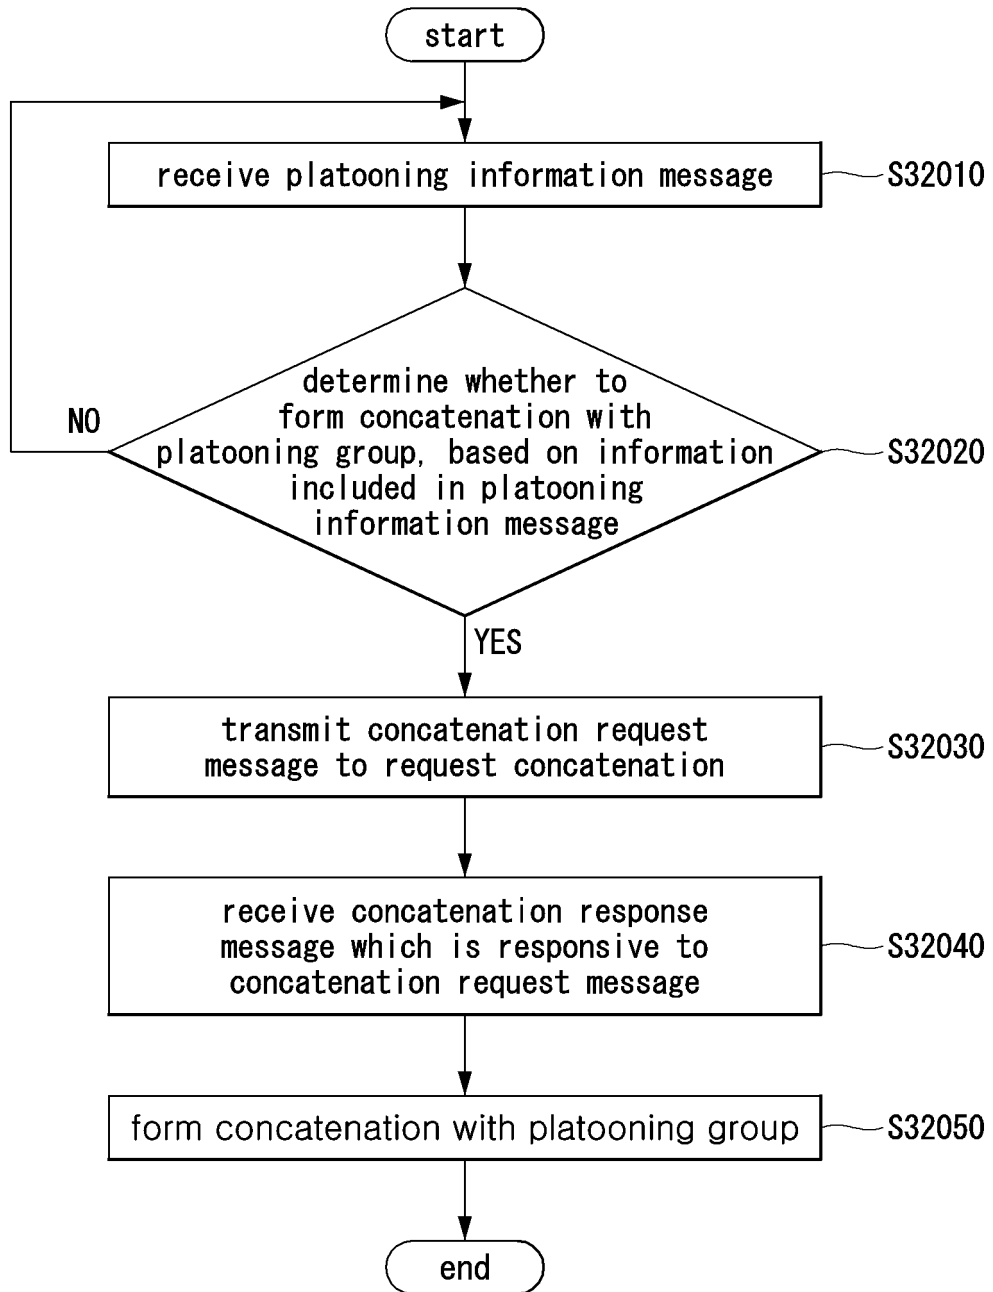 start
receive platooning information message
S32010
determine whether to
form concatenation with
platooning group, based on information
included in platooning
information message
NO
S32020
YES
transmit concatenation request
message to request concatenation
S32030
receive concatenation response
message which is responsive to
concatenation request message
S32040
form concatenation with platooning group
S32050
end